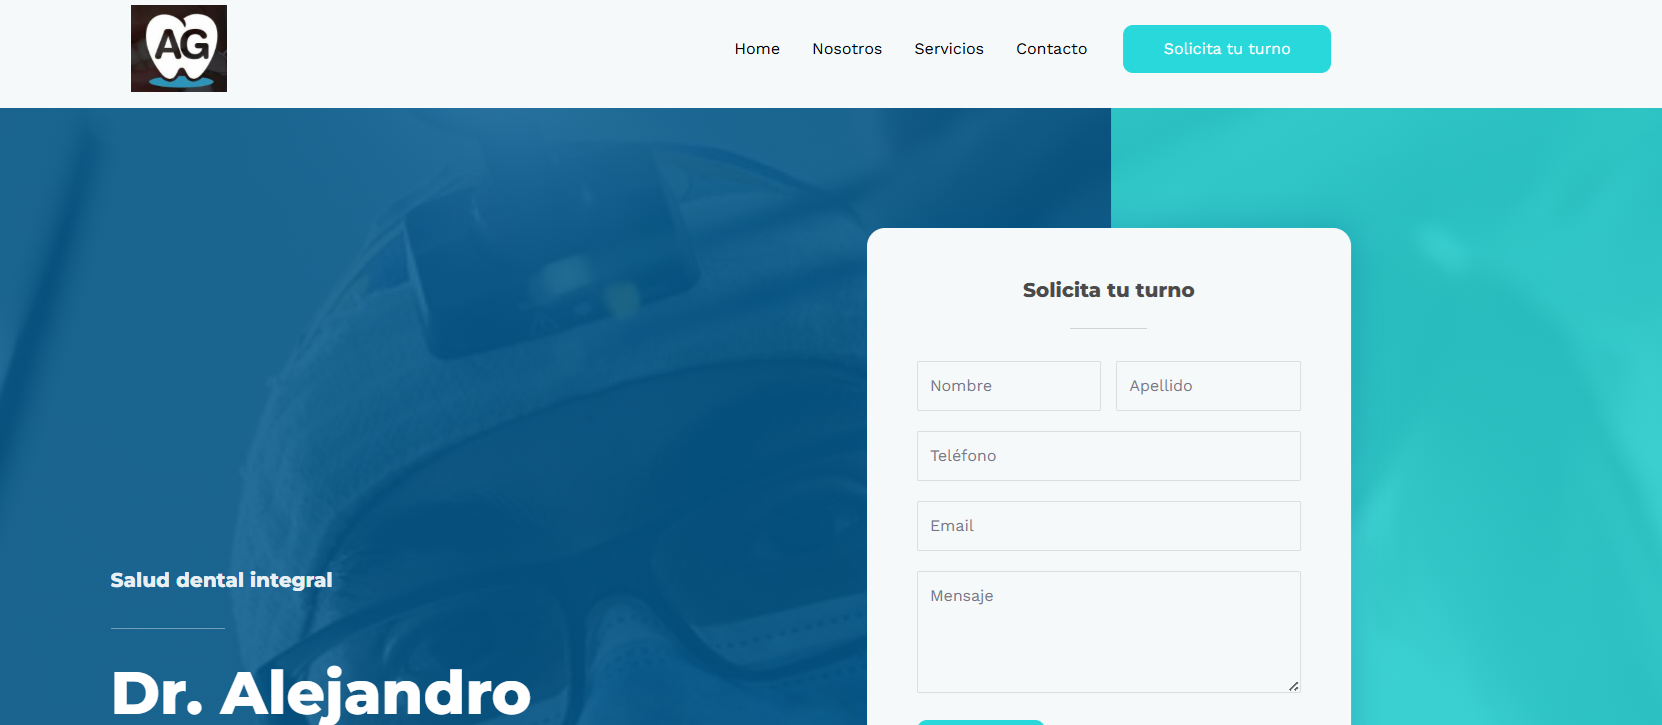 AG
Home
Nosotros
Servicios
Contacto
Solicita tu turno
Solicita tu turno
Nombre
Apellido
Teléfono
Email
Mensaje
Salud dental integral
Dr. Alejandro